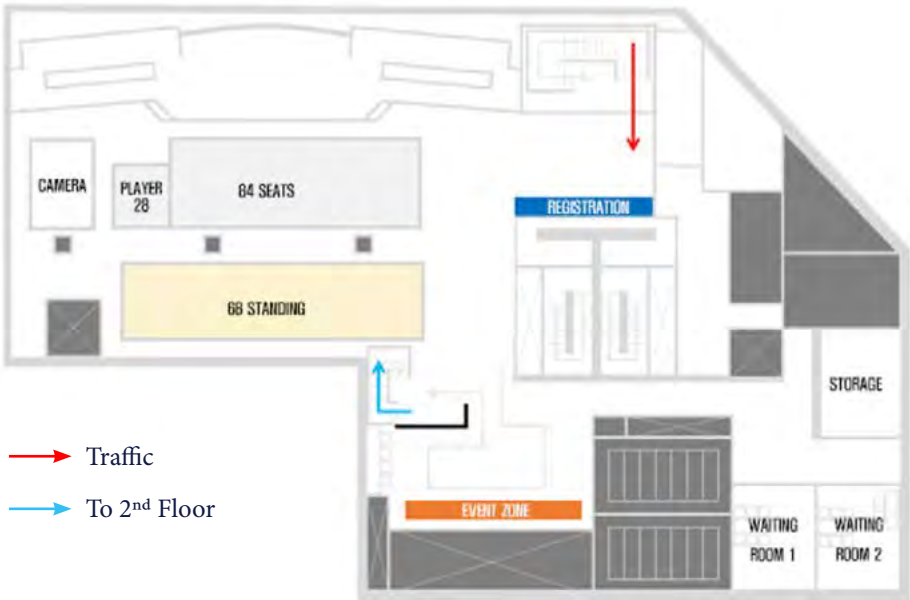 CAMERA
PLAYER
28
84 SEATS
REGISTRATION
68 STANDING
STORAGE
Traffic
To 2nd Floor
EVENT ZONE
WAITING
ROOM 1
WAITING
ROOM 2